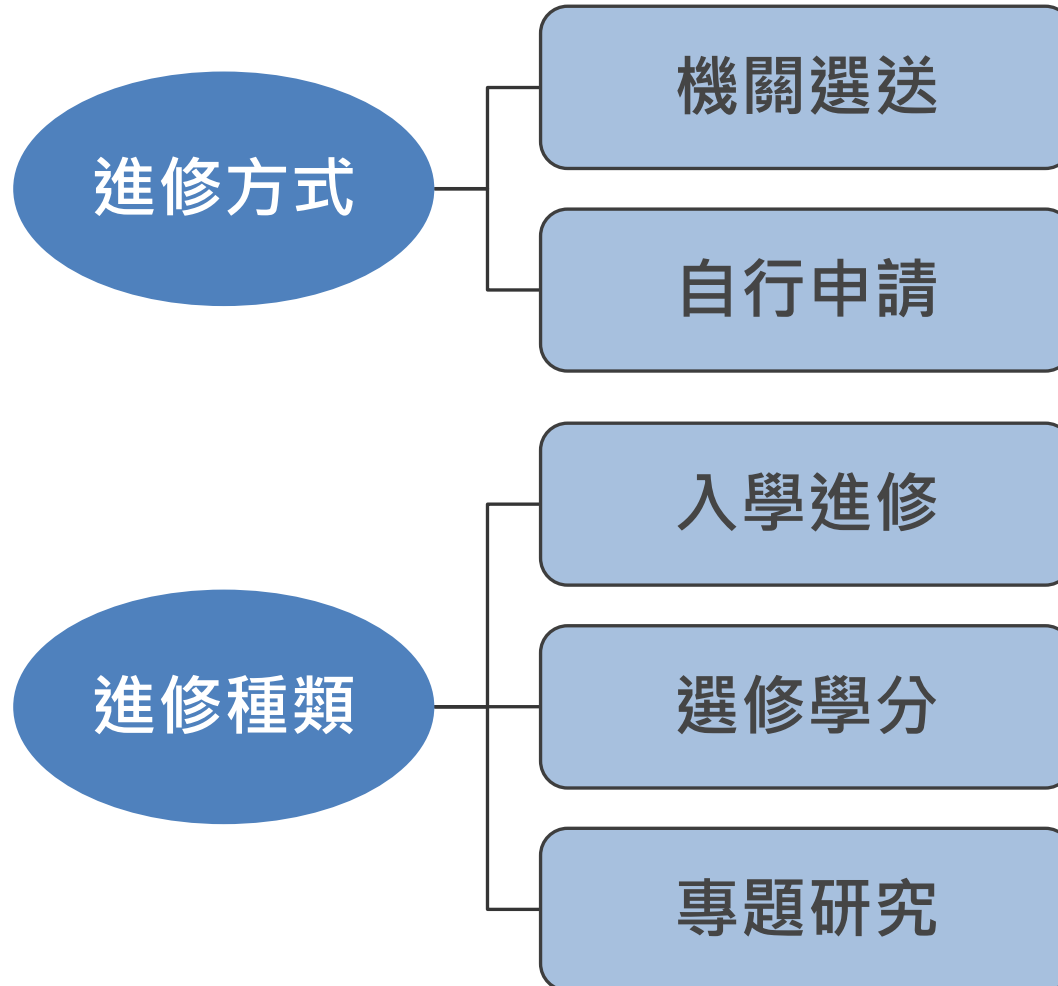 進修方式
機關選送
自行申請
進修種類
入學進修
選修學分
專題研究